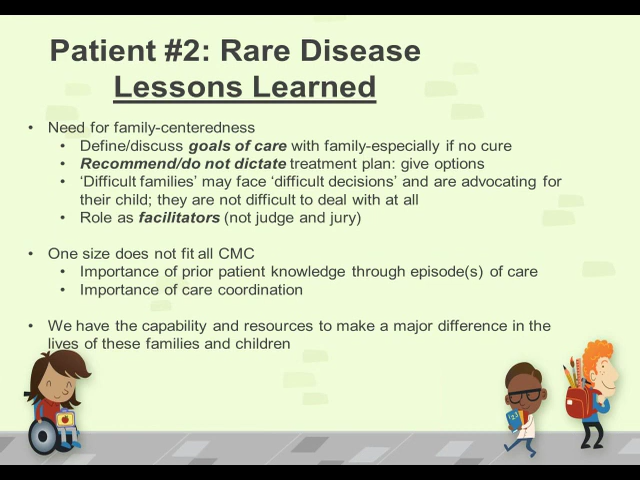 Patient #2: Rare Disease
Lessons Learned
• Need for family-centeredness
• Define/discuss goals of care with family-especially if no cure
• Recommend/do not dictate treatment plan: give options
• ‘Difficult families’ may face ‘difficult decisions’ and are advocating for
their child; they are not difficult to deal with at all
• Role as facilitators (not judge and jury)
• One size does not fit all CMC
• Importance of prior patient knowledge through episode(s) of care
• Importance of care coordination
• We have the capability and resources to make a major difference in the
lives of these families and children